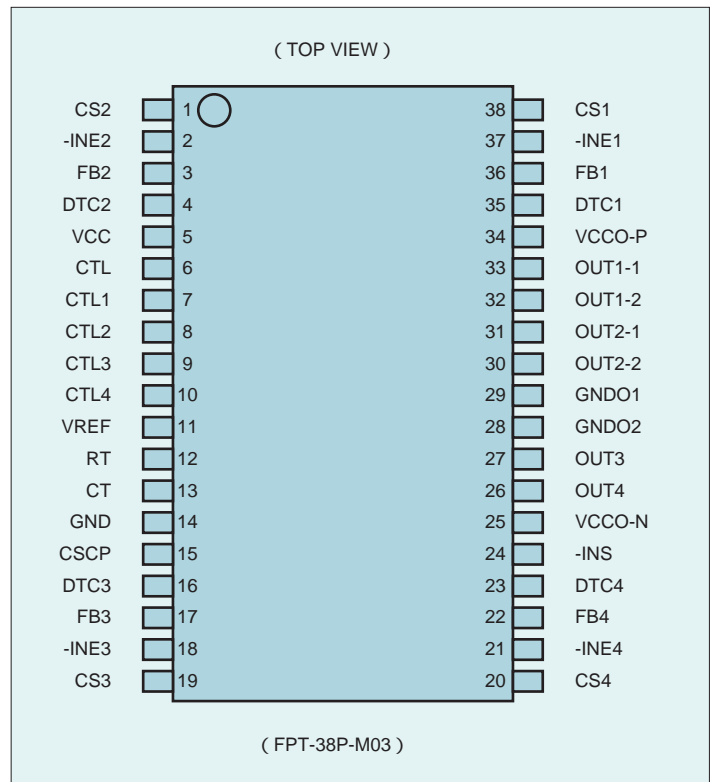 ( TOP VIEW )
CS2 1 38 CS1
-INE2 2 37 -INE1
FB2 3 36 FB1
DTC2 4 35 DTC1
VCC 5 34 VCCO-P
CTL 6 33 OUT1-1
CTL1 7 32 OUT1-2
CTL2 8 31 OUT2-1
CTL3 9 30 OUT2-2
CTL4 10 29 GNDO1
VREF 11 28 GNDO2
RT 12 27 OUT3
CT 13 26 OUT4
GND 14 25 VCCO-N
CSCP 15 24 -INS
DTC3 16 23 DTC4
FB3 17 22 FB4
-INE3 18 21 -INE4
CS3 19 20 CS4
( FPT-38P-M03 )